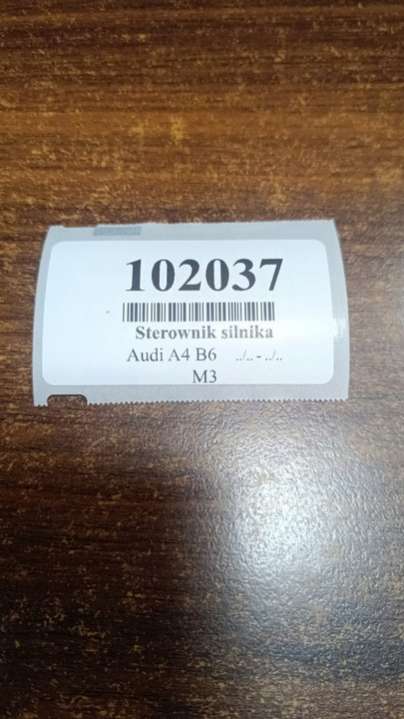 102037
Sterownik silnika
Audi A4 B6 ../.. - ../..
M3